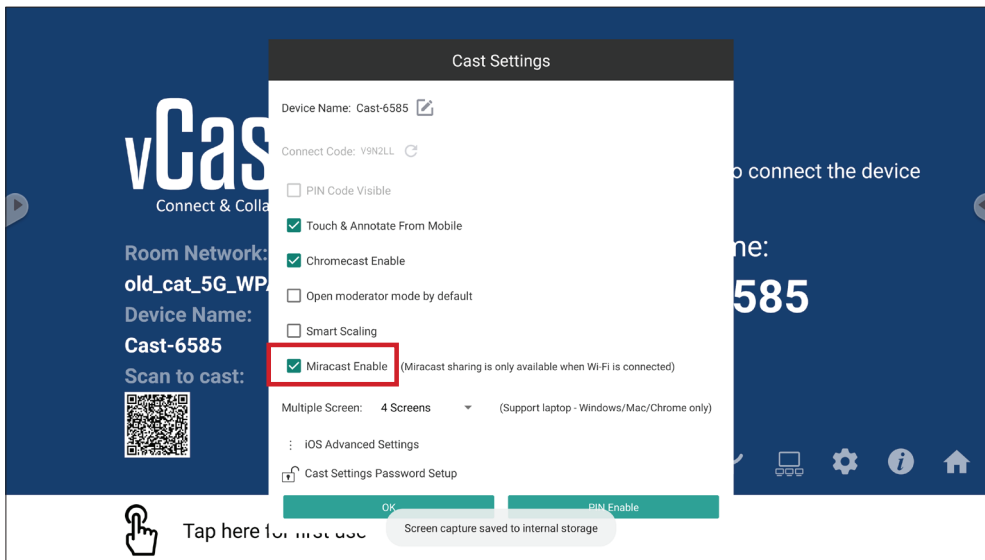 Cast Settings
Device Name: Cast-6585
Connect Code: V9N2LL
PIN Code Visible
Touch & Annotate From Mobile
Chromecast Enable
Open moderator mode by default
Smart Scaling
Miracast Enable (Miracast sharing is only available when Wi-Fi is connected)
Multiple Screen: 4 Screens (Support laptop - Windows/Mac/Chrome only)
iOS Advanced Settings
Cast Settings Password Setup
OK PIN Enable
Screen capture saved to internal storage
vCas
Connect & Colla
Room Network:
old_cat_5G_WP
Device Name:
Cast-6585
Scan to cast:
o connect the device
me:
585
Tap here for first use